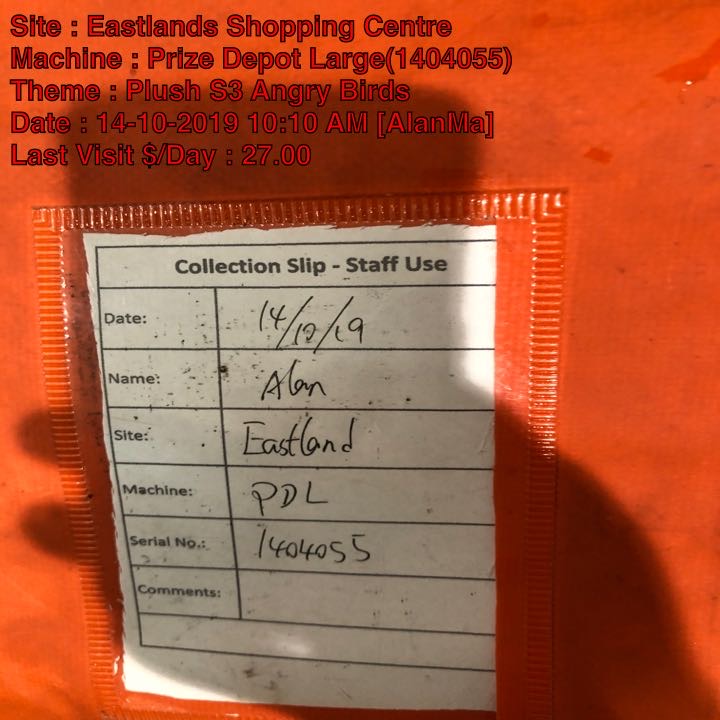 Site : Eastlands Shopping Centre
Machine : Prize Depot Large(1404055)
Theme : Plush S3 Angry Birds
Date : 14-10-2019 10:10 AM [AlanMa]
Last Visit $/Day : 27.00
Collection Slip - Staff Use
Date: 14/10/19
Name: Alan
Site: Eastland
Machine: PDL
Serial No.: 1404055
Comments: